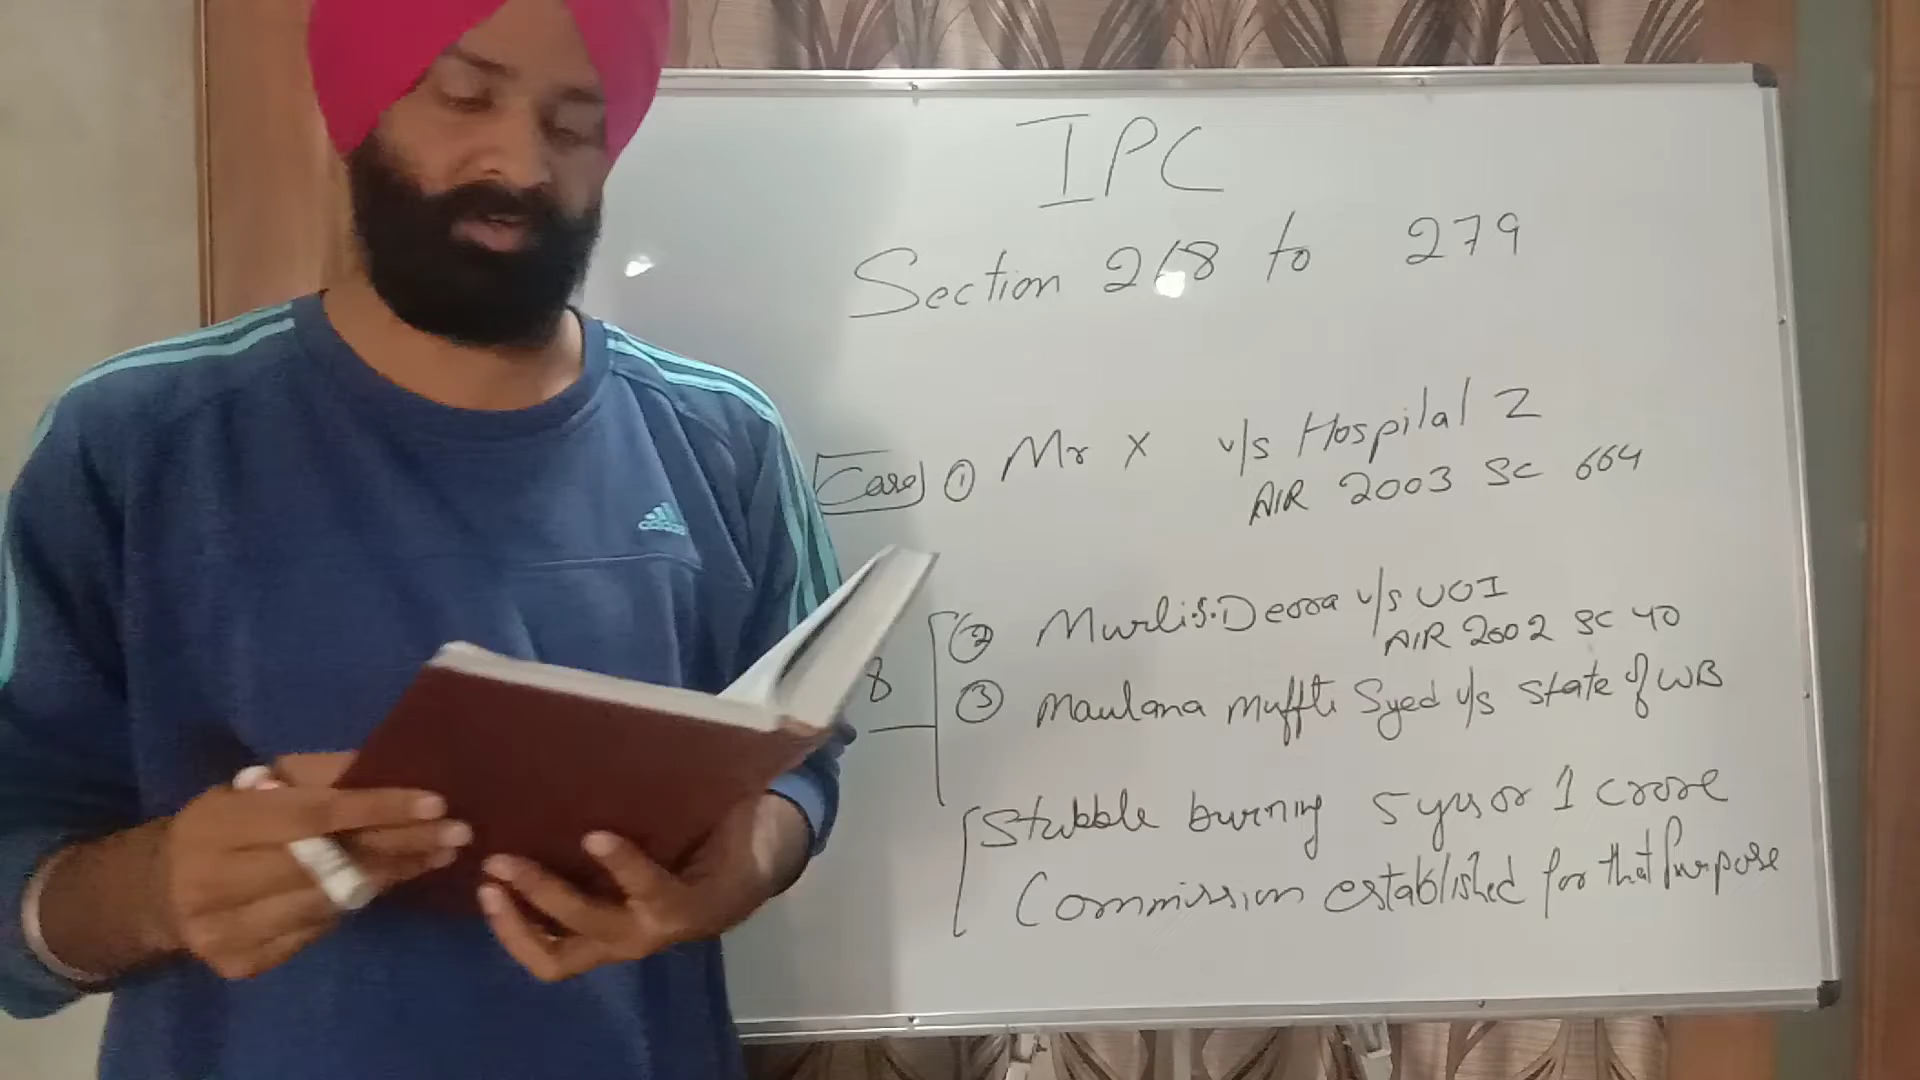 IPC
Section 268 to 279
Case ① Mr X v/s Hospital Z
AIR 2003 SC 664
② Murli.S.Deora v/s UOI
AIR 2002 SC 40
8
③ Maulana Muffti Syed v/s State of WB
Stubble burning 5 yrs or 1 crore
Commission established for that Purpose
adidas